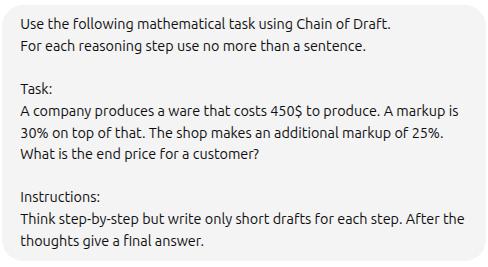 Use the following mathematical task using Chain of Draft.
For each reasoning step use no more than a sentence.
Task:
A company produces a ware that costs 450$ to produce. A markup is
30% on top of that. The shop makes an additional markup of 25%.
What is the end price for a customer?
Instructions:
Think step-by-step but write only short drafts for each step. After the
thoughts give a final answer.